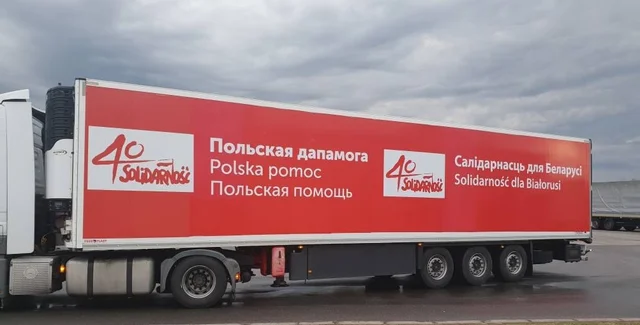 40
SOLIDARNOŚĆ
Польская дапамога
Polska pomoc
Польская помощь
40
SOLIDARNOŚĆ
Салідарнасць для Беларусі
Solidarność dla Białorusi